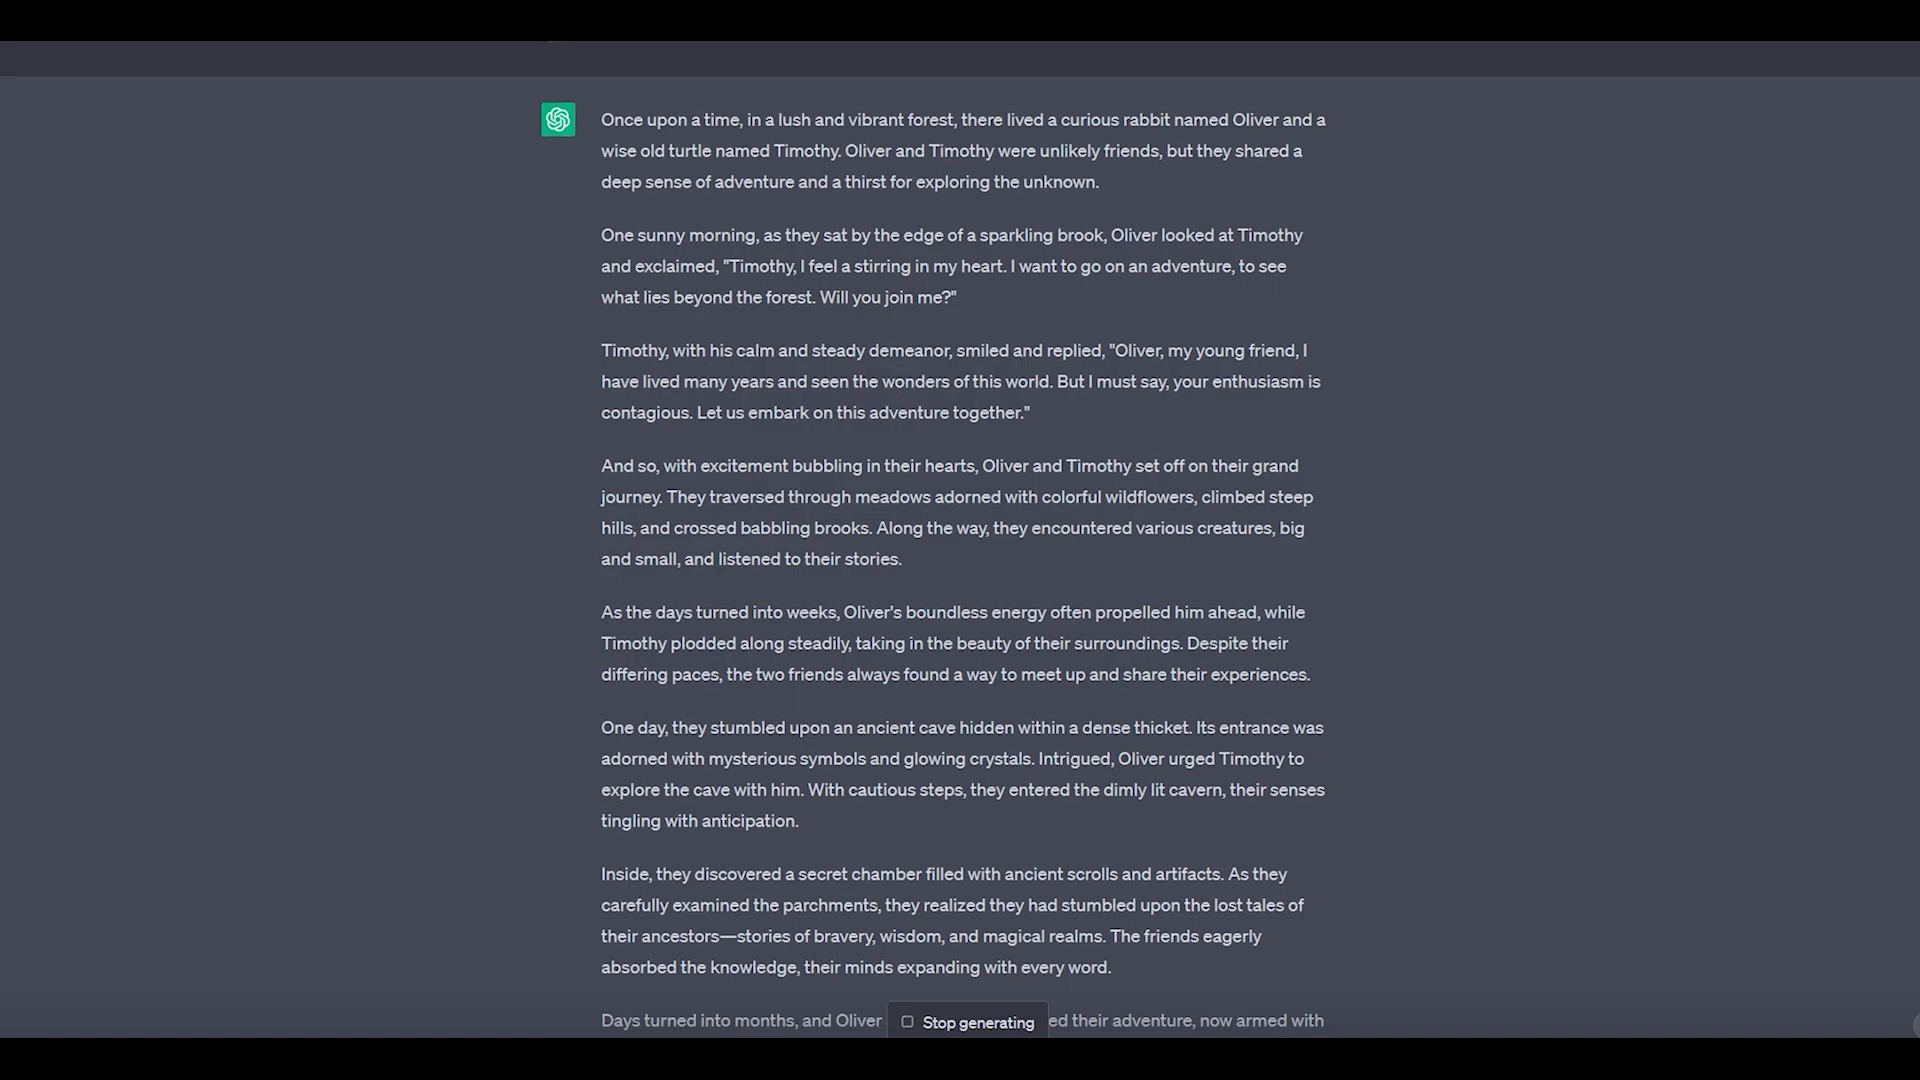 Once upon a time, in a lush and vibrant forest, there lived a curious rabbit named Oliver and a
wise old turtle named Timothy. Oliver and Timothy were unlikely friends, but they shared a
deep sense of adventure and a thirst for exploring the unknown.
One sunny morning, as they sat by the edge of a sparkling brook, Oliver looked at Timothy
and exclaimed, "Timothy, I feel a stirring in my heart. I want to go on an adventure, to see
what lies beyond the forest. Will you join me?"
Timothy, with his calm and steady demeanor, smiled and replied, "Oliver, my young friend, I
have lived many years and seen the wonders of this world. But I must say, your enthusiasm is
contagious. Let us embark on this adventure together."
And so, with excitement bubbling in their hearts, Oliver and Timothy set off on their grand
journey. They traversed through meadows adorned with colorful wildflowers, climbed steep
hills, and crossed babbling brooks. Along the way, they encountered various creatures, big
and small, and listened to their stories.
As the days turned into weeks, Oliver's boundless energy often propelled him ahead, while
Timothy plodded along steadily, taking in the beauty of their surroundings. Despite their
differing paces, the two friends always found a way to meet up and share their experiences.
One day, they stumbled upon an ancient cave hidden within a dense thicket. Its entrance was
adorned with mysterious symbols and glowing crystals. Intrigued, Oliver urged Timothy to
explore the cave with him. With cautious steps, they entered the dimly lit cavern, their senses
tingling with anticipation.
Inside, they discovered a secret chamber filled with ancient scrolls and artifacts. As they
carefully examined the parchments, they realized they had stumbled upon the lost tales of
their ancestors—stories of bravery, wisdom, and magical realms. The friends eagerly
absorbed the knowledge, their minds expanding with every word.
Days turned into months, and Oliver Stop generating ed their adventure, now armed with